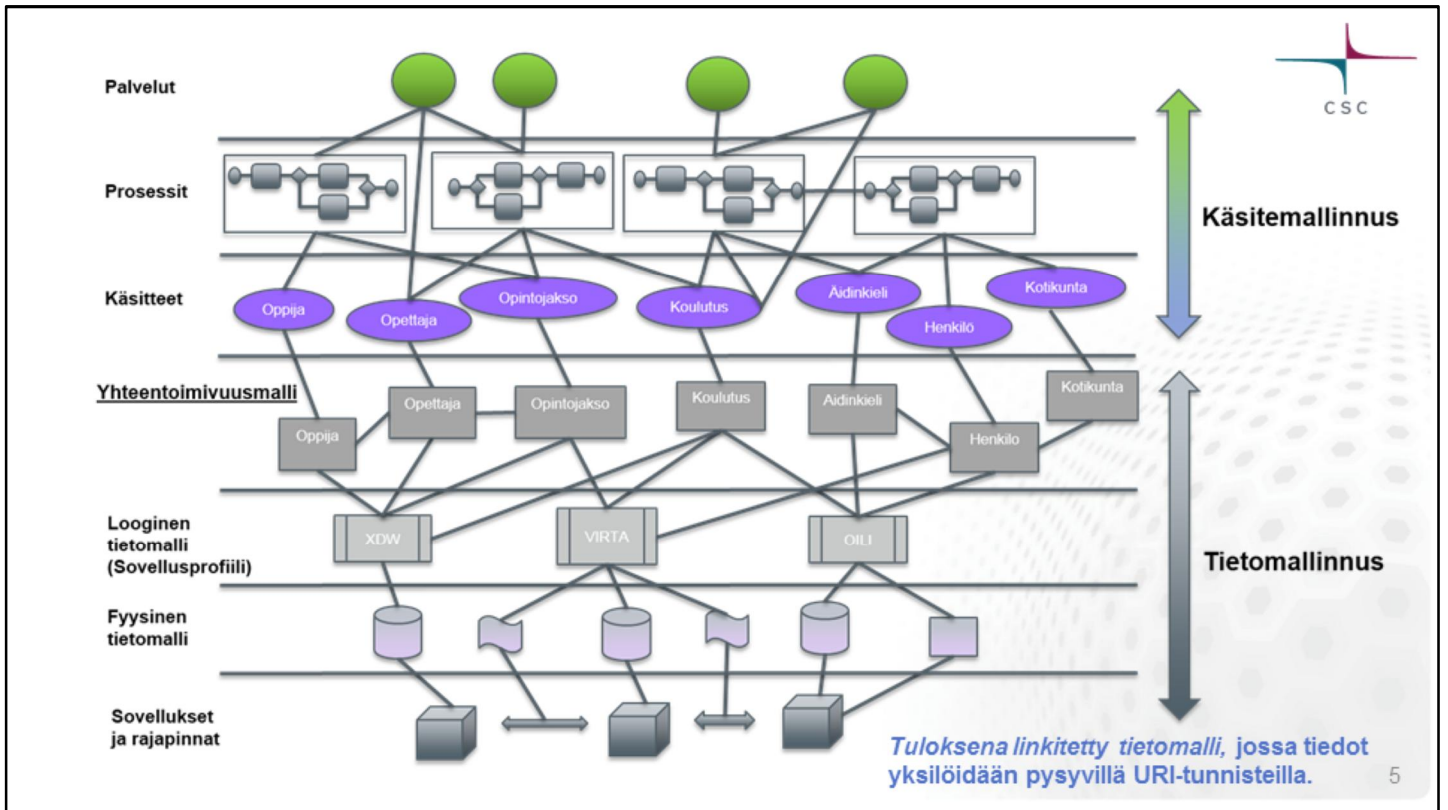 Palvelut
CSC
Prosessit
Käsitemallinnus
Käsitteet
Oppija
Opettaja
Opintojakso
Koulutus
Äidinkieli
Henkilö
Kotikunta
Yhteentoimivuusmalli
Oppija
Opettaja
Opintojakso
Koulutus
Aidinkieli
Henkilo
Kotikunta
Looginen
tietomalli
(Sovellusprofiili)
XDW
VIRTA
OILI
Tietomallinnus
Fyysinen
tietomalli
Sovellukset
ja rajapinnat
Tuloksena linkitetty tietomalli, jossa tiedot
yksilöidään pysyvillä URI-tunnisteilla.
5